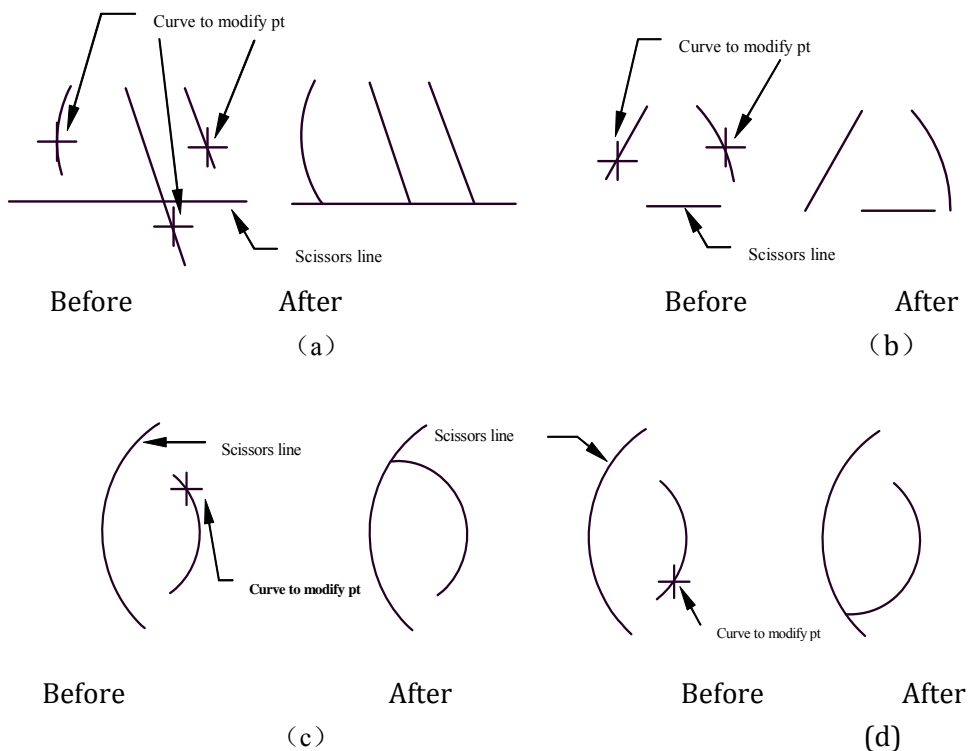 Curve to modify pt
Scissors line
Before
After
（a）
Curve to modify pt
Scissors line
Before
After
（b）
Scissors line
Curve to modify pt
Before
After
（c）
Scissors line
Curve to modify pt
Before
After
(d)